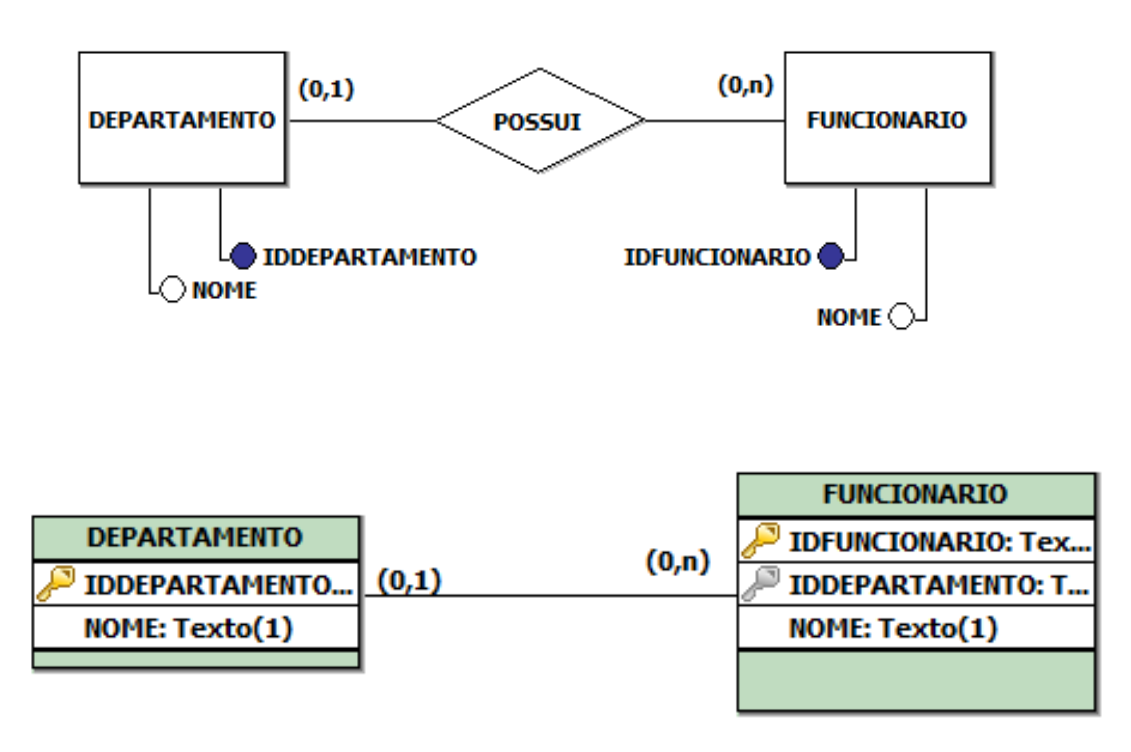 (0,1)
(0,n)
DEPARTAMENTO
POSSUI
FUNCIONARIO
IDDEPARTAMENTO
IDFUNCIONARIO
NOME
NOME
FUNCIONARIO
DEPARTAMENTO
IDFUNCIONARIO: Tex...
(0,n)
IDDEPARTAMENTO...
(0,1)
IDDEPARTAMENTO: T...
NOME: Texto(1)
NOME: Texto(1)